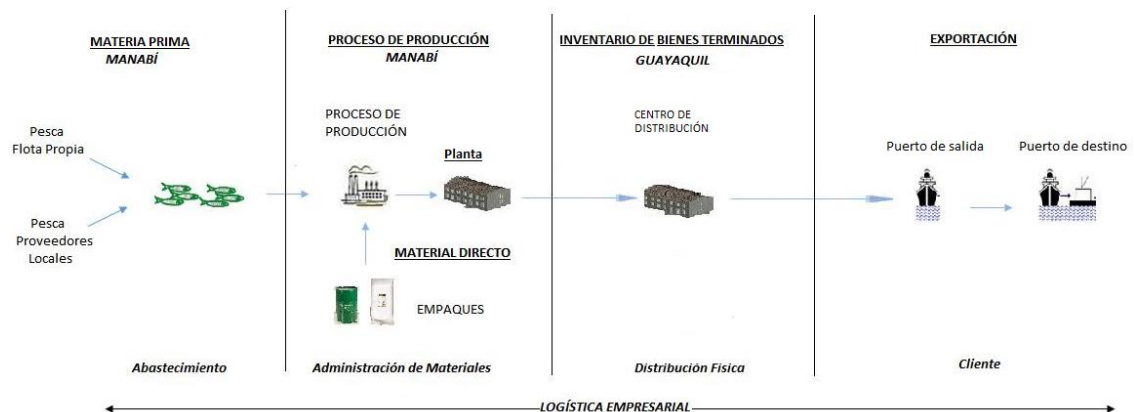 MATERIA PRIMA
MANABÍ
Pesca
Flota Propia
Pesca
Proveedores
Locales
Abastecimiento
PROCESO DE PRODUCCIÓN
MANABÍ
PROCESO DE
PRODUCCIÓN
Planta
MATERIAL DIRECTO
EMPAQUES
Administración de Materiales
INVENTARIO DE BIENES TERMINADOS
GUAYAQUIL
CENTRO DE
DISTRIBUCIÓN
Distribución Física
EXPORTACIÓN
Puerto de salida
Puerto de destino
Cliente
LOGÍSTICA EMPRESARIAL